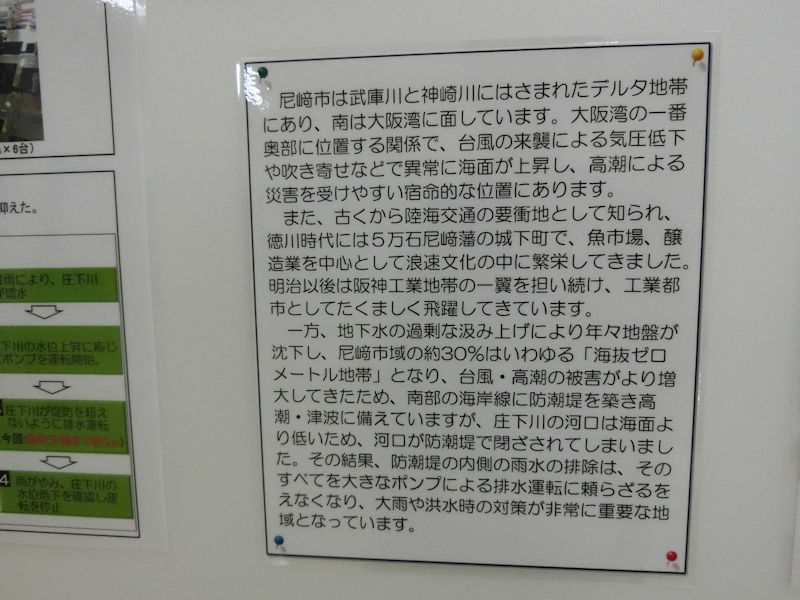 ×6台）
抑えた。
雨により、庄下川
が増水
下川の水位上昇に応じ
ポンプを運転開始。
庄下川が堤防を超え
ないように排水運転
今回:
4
雨がやみ、庄下川の
水位低下を確認し運
転を停止
尼崎市は武庫川と神崎川にはさまれたデルタ地帯
にあり、南は大阪湾に面しています。大阪湾の一番
奥部に位置する関係で、台風の来襲による気圧低下
や吹き寄せなどで異常に海面が上昇し、高潮による
災害を受けやすい宿命的な位置にあります。
また、古くから陸海交通の要衝地として知られ、
徳川時代には５万石尼崎藩の城下町で、魚市場、醸
造業を中心として浪速文化の中に繁栄してきました。
明治以後は阪神工業地帯の一翼を担い続け、工業都
市としてたくましく飛躍してきています。
一方、地下水の過剰な汲み上げにより年々地盤が
沈下し、尼崎市域の約30％はいわゆる「海抜ゼロ
メートル地帯」となり、台風・高潮の被害がより増
大してきたため、南部の海岸線に防潮堤を築き高
潮・津波に備えていますが、庄下川の河口は海面よ
り低いため、河口が防潮堤で閉ざされてしまいまし
た。その結果、防潮堤の内側の雨水の排除は、その
すべてを大きなポンプによる排水運転に頼らざるを
えなくなり、大雨や洪水時の対策が非常に重要な地
域となっています。